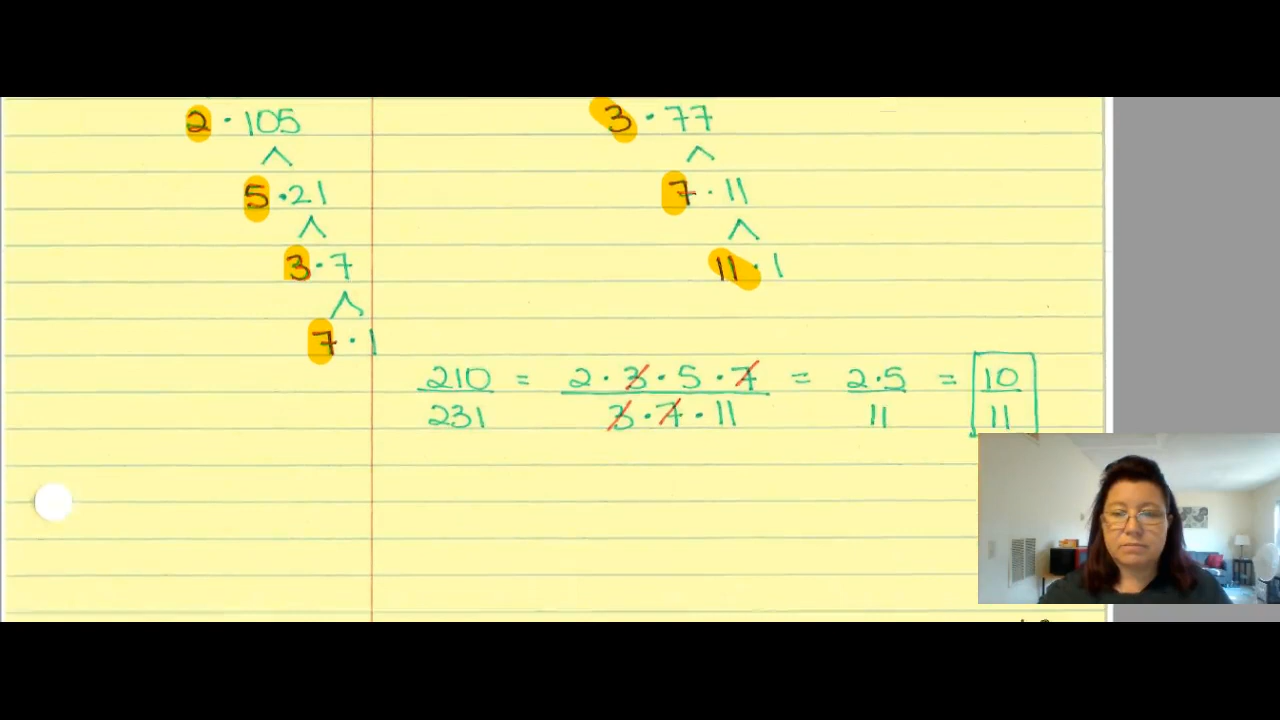 2 · 105
3 · 77
5 · 21
7 · 11
3 · 7
11 · 1
7 · 1
210 = 2 · 3 · 5 · 7 = 2·5 = 10
231 3 · 7 · 11 11 11